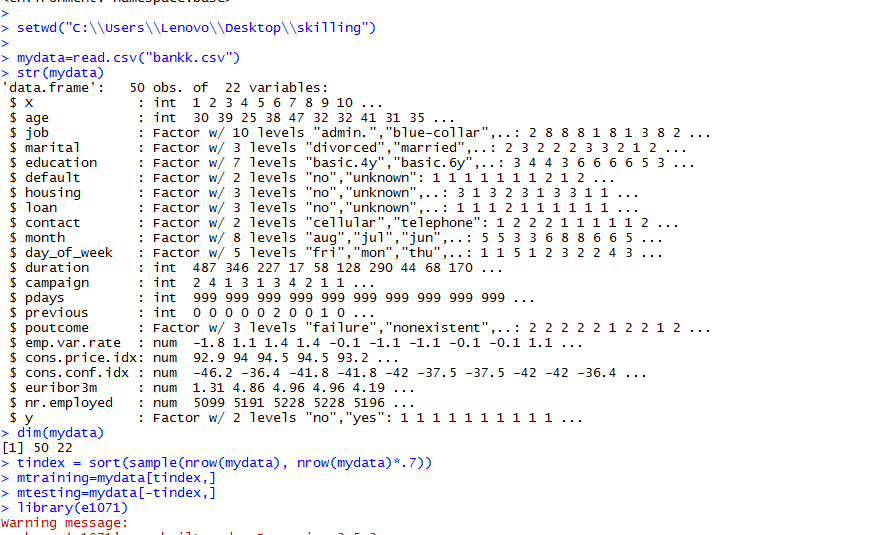 >
> setwd("C:\\Users\\Lenovo\\Desktop\\skilling")
>
> mydata=read.csv("bankk.csv")
> str(mydata)
'data.frame':   50 obs. of  22 variables:
 $ X             : int  1 2 3 4 5 6 7 8 9 10 ...
 $ age           : int  30 39 25 38 47 32 32 41 31 35 ...
 $ job           : Factor w/ 10 levels "admin.","blue-collar",..: 2 8 8 8 1 8 1 3 8 2 ...
 $ marital       : Factor w/ 3 levels "divorced","married",..: 2 3 2 2 2 3 3 2 1 2 ...
 $ education     : Factor w/ 7 levels "basic.4y","basic.6y",..: 3 4 4 3 6 6 6 6 5 3 ...
 $ default       : Factor w/ 2 levels "no","unknown": 1 1 1 1 1 1 1 2 1 2 ...
 $ housing       : Factor w/ 3 levels "no","unknown",..: 3 1 3 2 3 1 3 3 1 1 ...
 $ loan          : Factor w/ 3 levels "no","unknown",..: 1 1 1 2 1 1 1 1 1 1 ...
 $ contact       : Factor w/ 2 levels "cellular","telephone": 1 2 2 2 1 1 1 1 1 2 ...
 $ month         : Factor w/ 8 levels "aug","jul","jun",..: 5 5 3 3 6 8 8 6 6 5 ...
 $ day_of_week   : Factor w/ 5 levels "fri","mon","thu",..: 1 1 5 1 2 3 2 2 4 3 ...
 $ duration      : int  487 346 227 17 58 128 290 44 68 170 ...
 $ campaign      : int  2 4 1 3 1 3 4 2 1 1 ...
 $ pdays         : int  999 999 999 999 999 999 999 999 999 999 ...
 $ previous      : int  0 0 0 0 0 2 0 0 1 0 ...
 $ poutcome      : Factor w/ 3 levels "failure","nonexistent",..: 2 2 2 2 2 1 2 2 1 2 ...
 $ emp.var.rate  : num  -1.8 1.1 1.4 1.4 -0.1 -1.1 -1.1 -0.1 -0.1 1.1 ...
 $ cons.price.idx: num  92.9 94 94.5 94.5 93.2 ...
 $ cons.conf.idx : num  -46.2 -36.4 -41.8 -41.8 -42 -37.5 -37.5 -42 -42 -36.4 ...
 $ euribor3m     : num  1.31 4.86 4.96 4.96 4.19 ...
 $ nr.employed   : num  5099 5191 5228 5228 5196 ...
 $ y             : Factor w/ 2 levels "no","yes": 1 1 1 1 1 1 1 1 1 1 ...
> dim(mydata)
[1] 50 22
> tindex = sort(sample(nrow(mydata), nrow(mydata)*.7))
> mtraining=mydata[tindex,]
> mtesting=mydata[-tindex,]
> library(e1071)
Warning message: